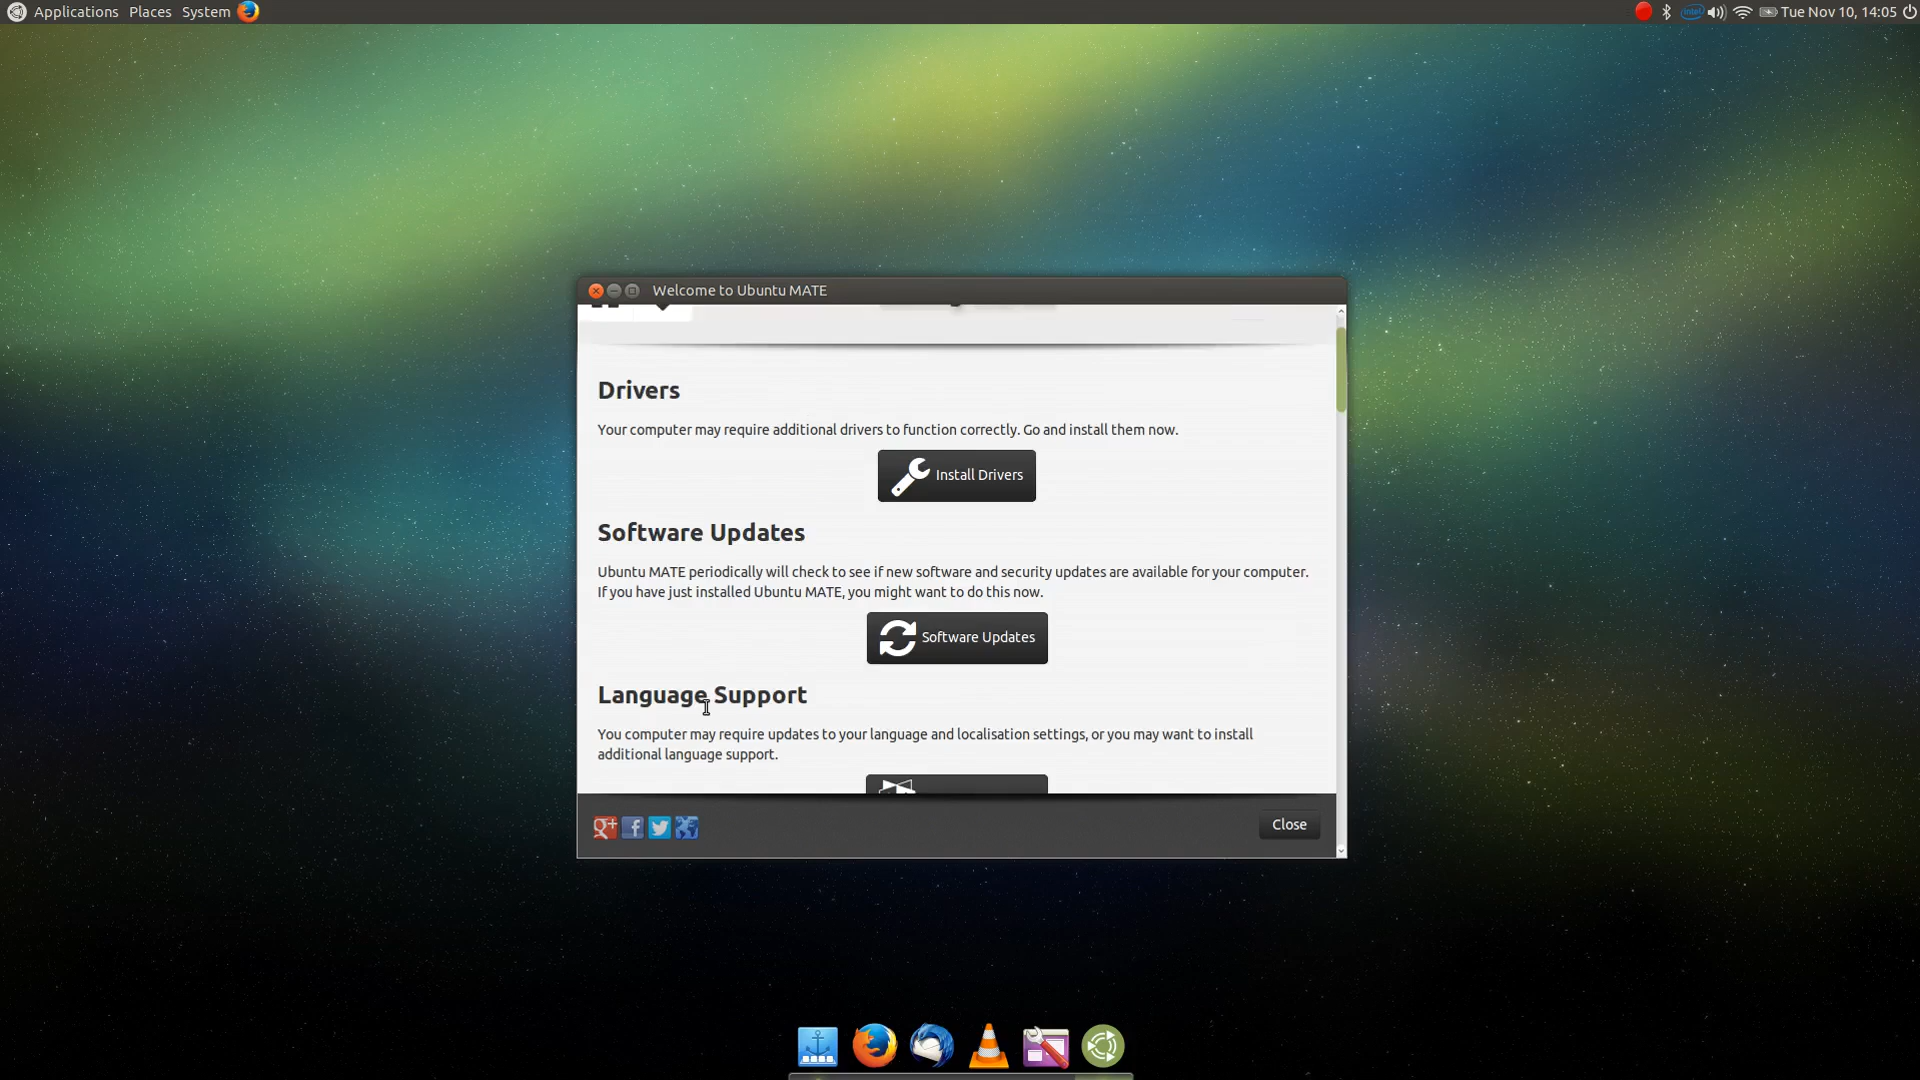 Applications Places System
intel
Tue Nov 10, 14:05
Welcome to Ubuntu MATE
Drivers
Your computer may require additional drivers to function correctly. Go and install them now.
Install Drivers
Software Updates
Ubuntu MATE periodically will check to see if new software and security updates are available for your computer.
If you have just installed Ubuntu MATE, you might want to do this now.
Software Updates
Language Support
You computer may require updates to your language and localisation settings, or you may want to install
additional language support.
g+ f
Close